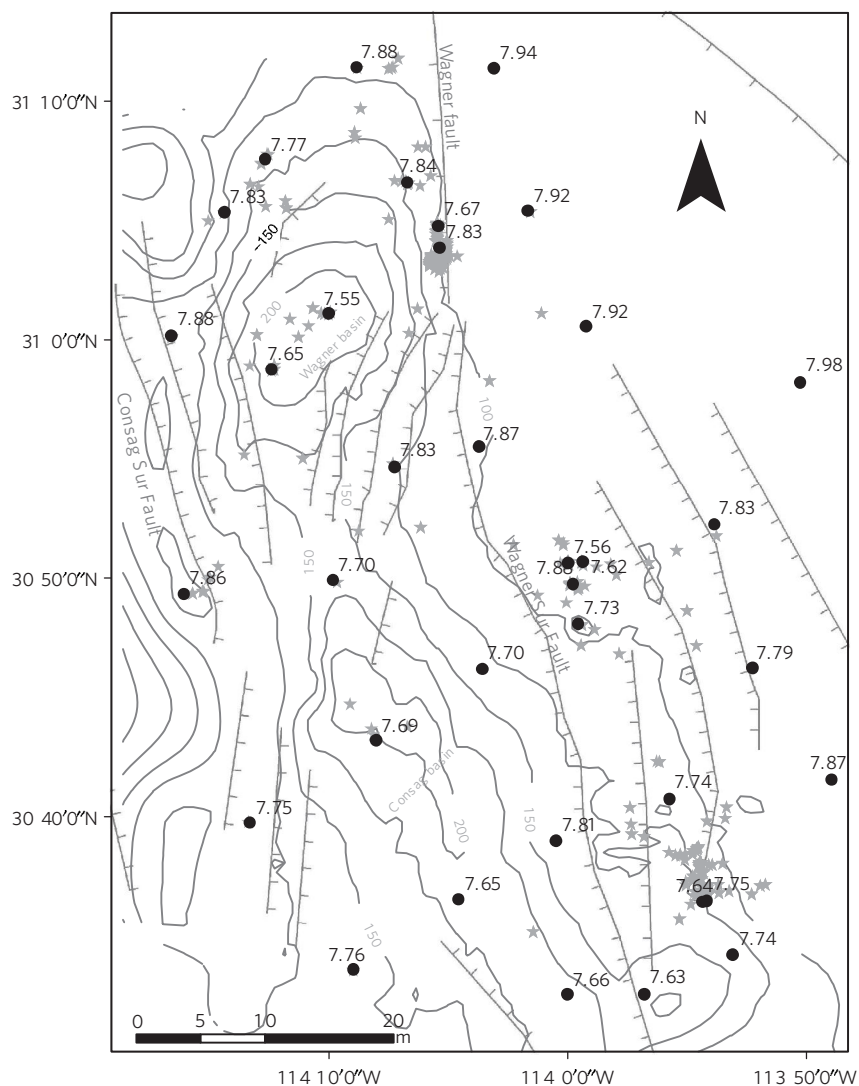 7.88
7.94
Wagner fault
31 10′0″N
N
7.77
7.84
7.83
7.92
7.67
7.83
-150
7.88
200
7.55
7.92
31 0′0″N
Wagner basin
7.65
7.98
100
Consag Sur Fault
7.87
7.83
150
7.83
150
7.56
7.88
7.62
Wagner Sur Fault
30 50′0″N
7.86
7.70
7.73
7.70
7.79
7.69
Consag basin
7.87
7.74
30 40′0″N
7.75
200
150
7.81
7.65
7.64
7.75
150
7.76
7.74
7.66
7.63
0 5 10 20
m
114 10′0″W
114 0′0″W
113 50′0″W